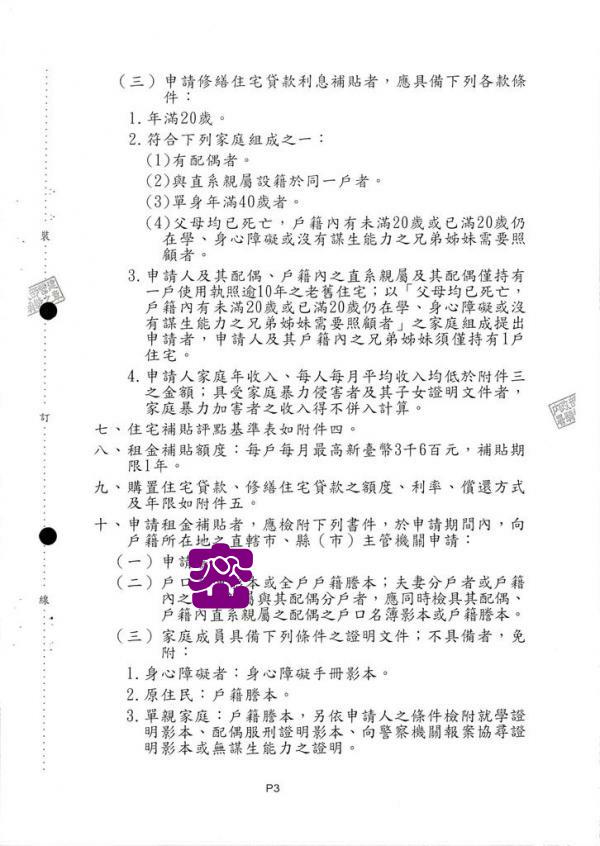 （三）申請修繕住宅貸款利息補貼者，應具備下列各款條
件：
1.年滿20歲。
2.符合下列家庭組成之一：
(1)有配偶者。
(2)與直系親屬設籍於同一戶者。
(3)單身年滿40歲者。
(4)父母均已死亡，戶籍內有未滿20歲或已滿20歲仍
在學、身心障礙或沒有謀生能力之兄弟姊妹需要照
顧者。
3.申請人及其配偶、戶籍內之直系親屬及其配偶僅持有
一戶使用執照逾10年之老舊住宅；以「父母均已死亡，
戶籍內有未滿20歲或已滿20歲仍在學、身心障礙或沒
有謀生能力之兄弟姊妹需要照顧者」之家庭組成提出
申請者，申請人及其戶籍內之兄弟姊妹須僅持有1戶
住宅。
4.申請人家庭年收入、每人每月平均收入均低於附件三
之金額；具受家庭暴力侵害者及其子女證明文件者，
家庭暴力加害者之收入得不併入計算。
七、住宅補貼評點基準表如附件四。
八、租金補貼額度：每戶每月最高新臺幣3千6百元，補貼期
限1年。
九、購置住宅貸款、修繕住宅貸款之額度、利率、償還方式
及年限如附件五。
十、申請租金補貼者，應檢附下列書件，於申請期間內，向
戶籍所在地之直轄市、縣（市）主管機關申請：
（一）申請
（二）戶口本或全戶戶籍謄本；夫妻分戶者或戶籍
內之屬與其配偶分戶者，應同時檢具其配偶、
戶籍內直系親屬之配偶之戶口名簿影本或戶籍謄本。
（三）家庭成員具備下列條件之證明文件；不具備者，免
附：
1.身心障礙者：身心障礙手冊影本。
2.原住民：戶籍謄本。
3.單親家庭：戶籍謄本，另依申請人之條件檢附就學證
明影本、配偶服刑證明影本、向警察機關報案協尋證
明影本或無謀生能力之證明。
裝
訂
線
P3